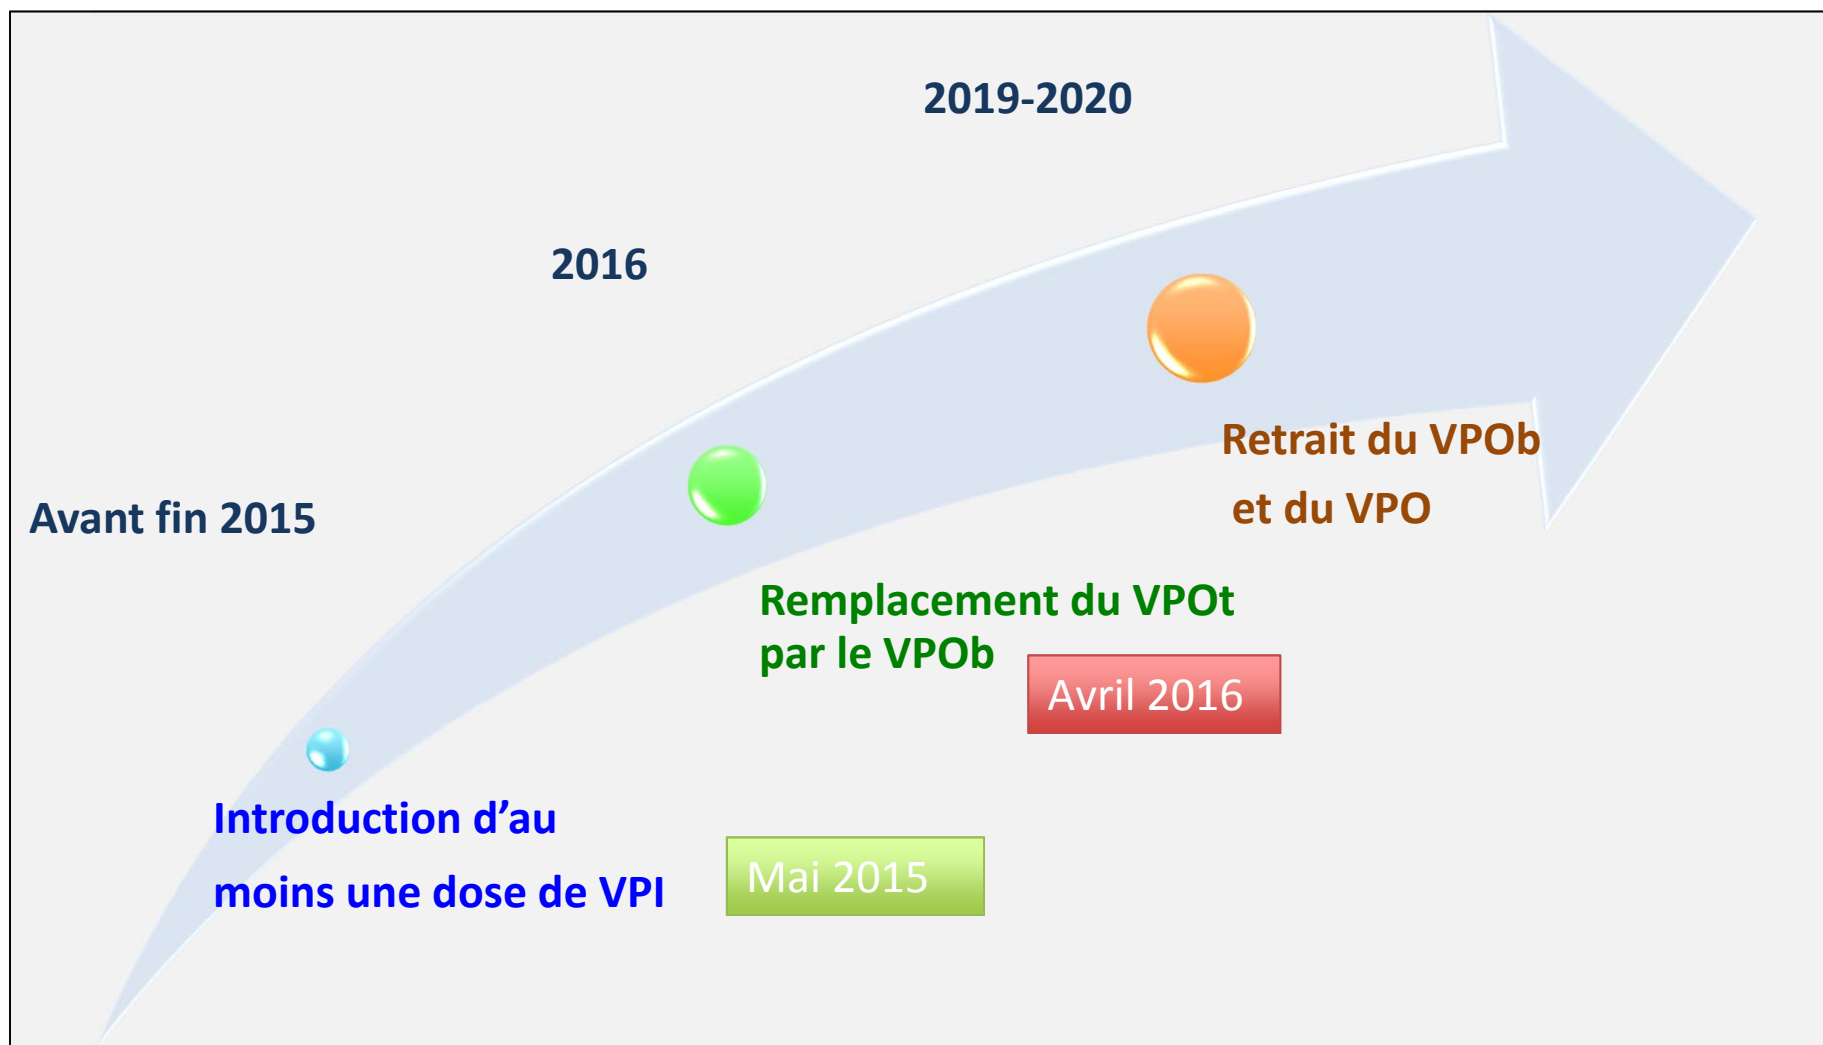 2019-2020
2016
Avant fin 2015
Retrait du VPOb
et du VPO
Remplacement du VPOt
par le VPOb
Avril 2016
Introduction d’au
moins une dose de VPI
Mai 2015